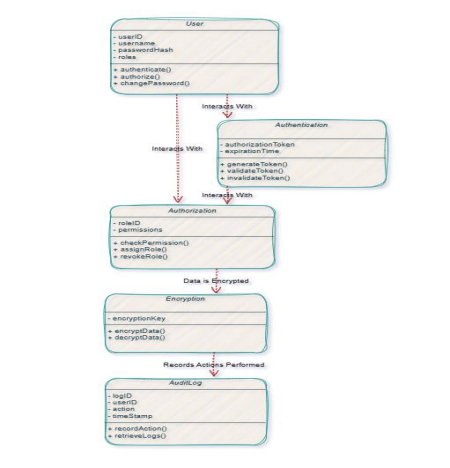 User
- userID
- username
- passwordHash
- roles
+ authenticate()
+ authorize()
+ changePassword()
Interacts With
Authentication
- authorizationToken
- expirationTime
+ generateToken()
+ validateToken()
+ invalidateToken()
Interacts With
Interacts With
Authorization
- roleID
- permissions
+ checkPermission()
+ assignRole()
+ revokeRole()
Data is Encrypted
Encryption
- encryptionKey
+ encryptData()
+ decryptData()
Records Actions Performed
AuditLog
- logID
- userID
- action
- timeStamp
+ recordAction()
+ retrieveLogs()